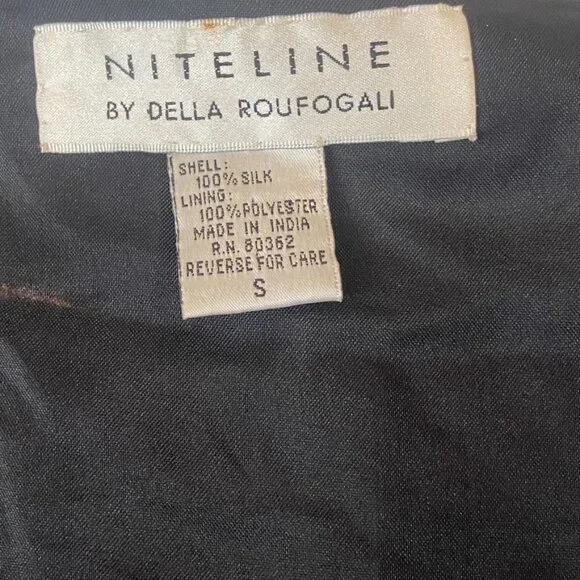 NITELINE
BY DELLA ROUFOGALI
SHELL:
100% SILK
LINING:
100% POLYESTER
MADE IN INDIA
R.N. 80362
REVERSE FOR CARE
S